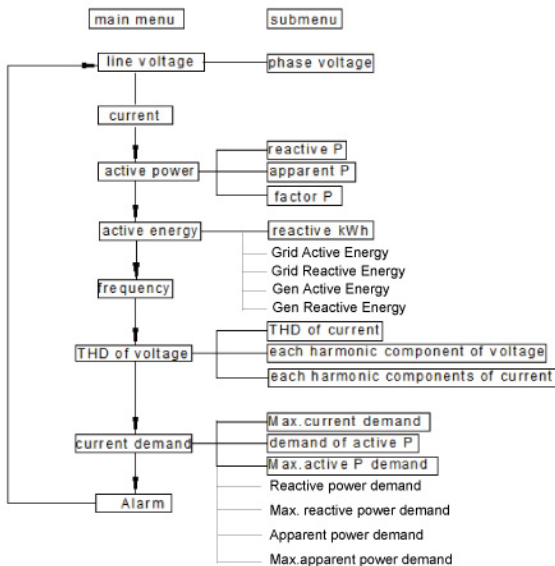 main menu submenu
line voltage phase voltage
current
reactive P
active power apparent P
factor P
active energy reactive kWh
Grid Active Energy
Grid Reactive Energy
frequency Gen Active Energy
Gen Reactive Energy
THD of current
THD of voltage each harmonic component of voltage
each harmonic components of current
Max.current demand
current demand demand of active P
Max.active P demand
Alarm Reactive power demand
Max. reactive power demand
Apparent power demand
Max.apparent power demand